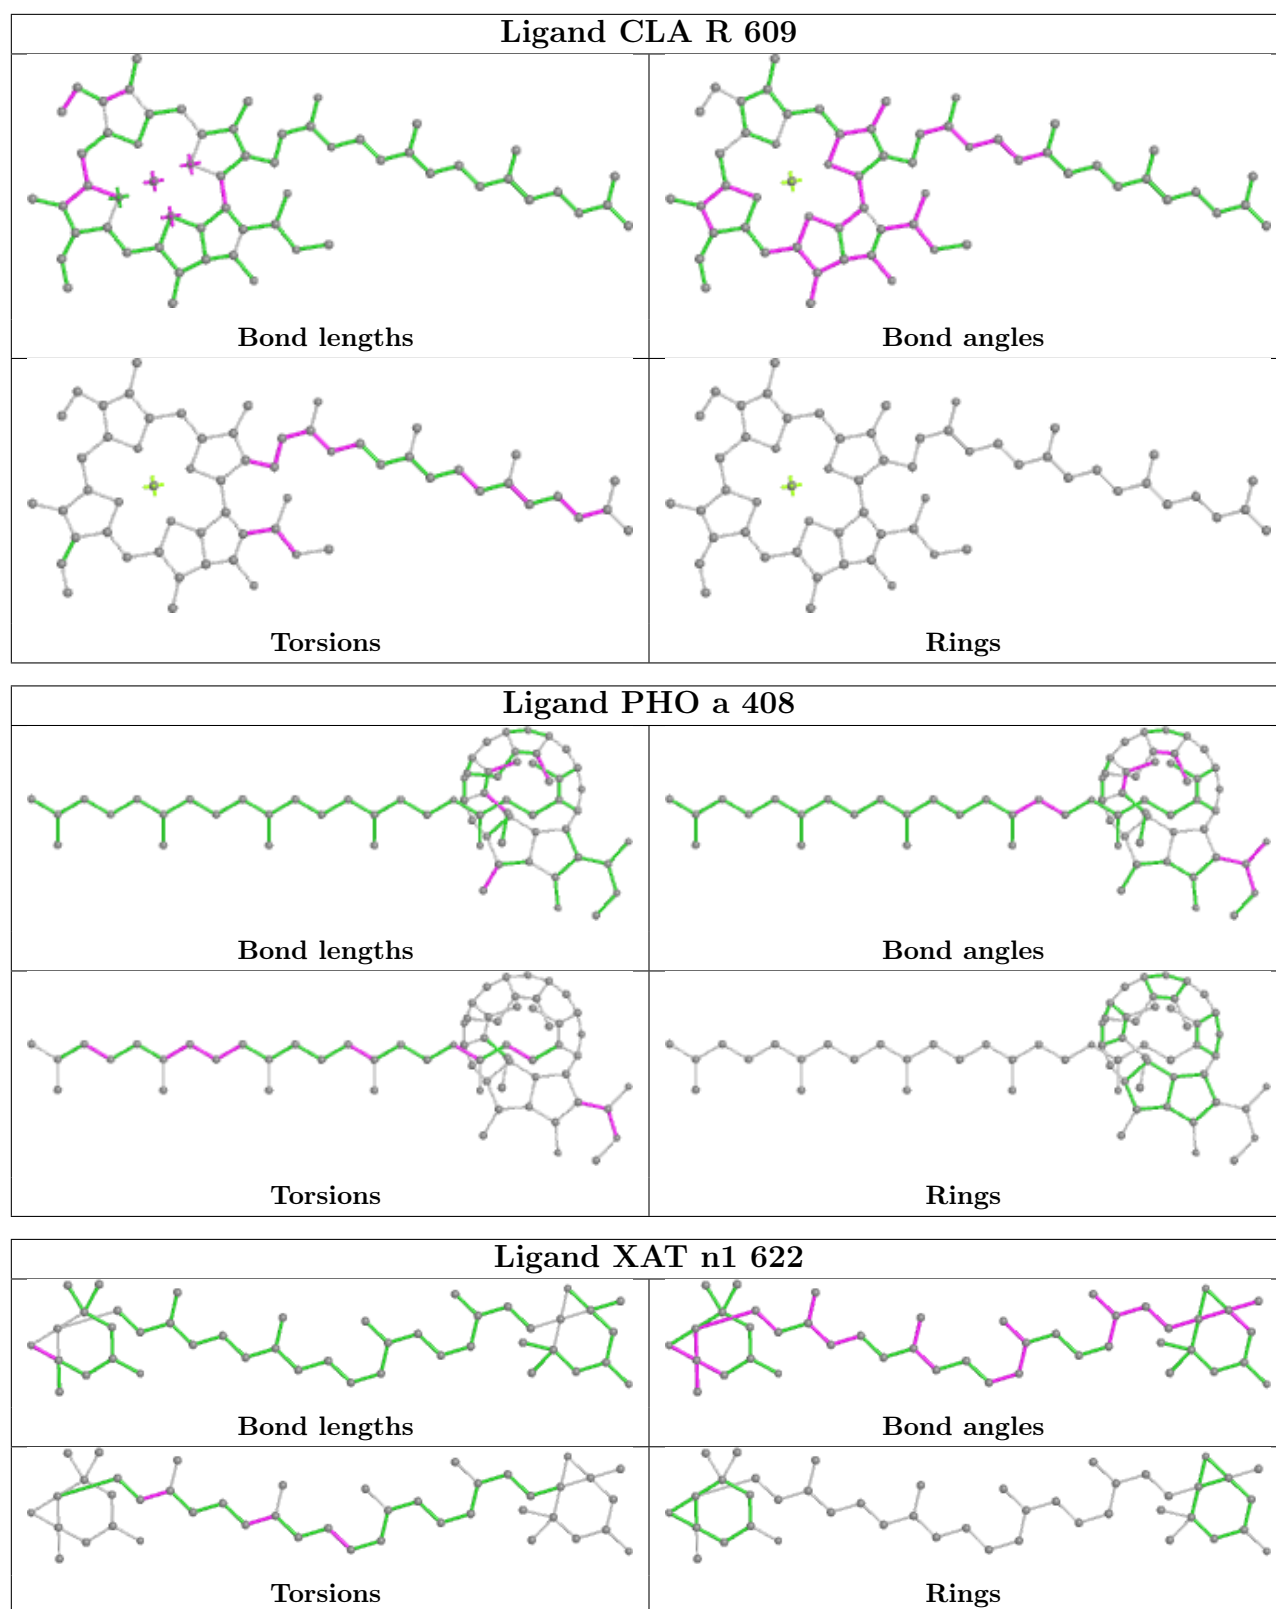 Ligand CLA R 609
Bond lengths
Bond angles
Torsions
Rings
Ligand PHO a 408
Bond lengths
Bond angles
Torsions
Rings
Ligand XAT n1 622
Bond lengths
Bond angles
Torsions
Rings